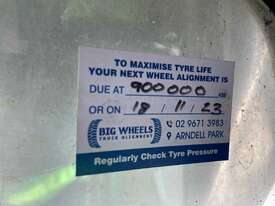 TO MAXIMISE TYRE LIFE
YOUR NEXT WHEEL ALIGNMENT IS
DUE AT 900000 KM
OR ON 18 / 11 / 23
BIG WHEELS
TRUCK ALIGNMENT
02 9671 3983
ARNDELL PARK
Regularly Check Tyre Pressure